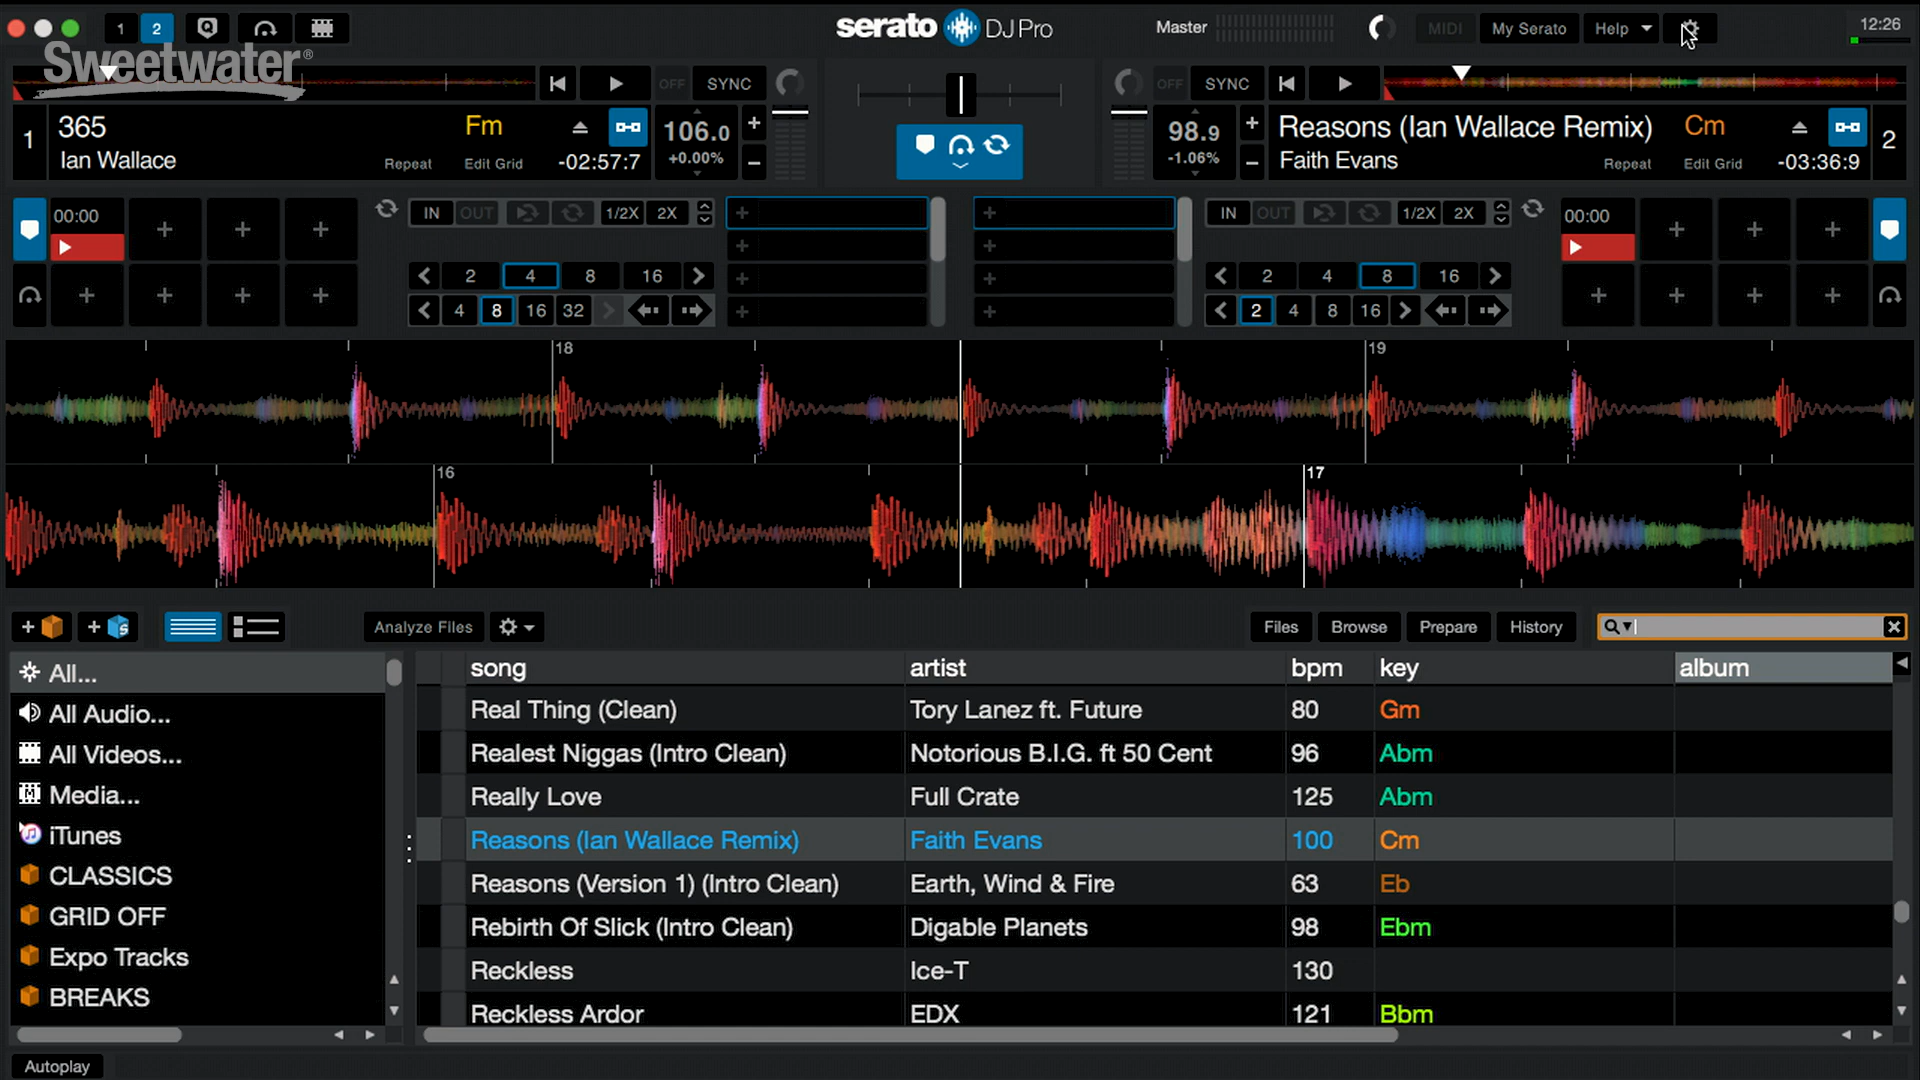 1 2
serato DJ Pro
Master
MIDI
My Serato
Help
12:26
Sweetwater®
OFF SYNC
OFF SYNC
1
365
Ian Wallace
Fm
Repeat
Edit Grid
-02:57:7
106.0
+0.00%
+
−
98.9
-1.06%
+
−
Reasons (Ian Wallace Remix)
Faith Evans
Cm
Repeat
Edit Grid
-03:36:9
2
00:00
IN OUT 1/2X 2X
2 4 8 16
4 8 16 32
IN OUT 1/2X 2X
2 4 8 16
2 4 8 16
00:00
18
19
16
17
Analyze Files
Files
Browse
Prepare
History
All...
All Audio...
All Videos...
Media...
iTunes
CLASSICS
GRID OFF
Expo Tracks
BREAKS
song artist bpm key album
Real Thing (Clean) Tory Lanez ft. Future 80 Gm
Realest Niggas (Intro Clean) Notorious B.I.G. ft 50 Cent 96 Abm
Really Love Full Crate 125 Abm
Reasons (Ian Wallace Remix) Faith Evans 100 Cm
Reasons (Version 1) (Intro Clean) Earth, Wind & Fire 63 Eb
Rebirth Of Slick (Intro Clean) Digable Planets 98 Ebm
Reckless Ice-T 130
Reckless Ardor EDX 121 Bbm
Autoplay